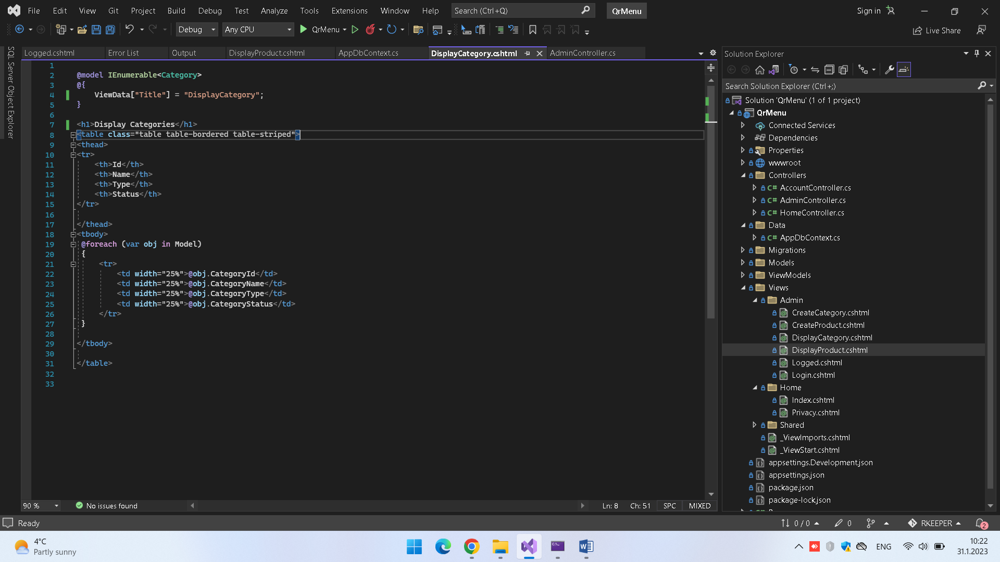 File Edit View Git Project Build Debug Test Analyze Tools Extensions Window Help Search (Ctrl+Q) QrMenu Sign in
Debug Any CPU QrMenu Live Share
SQL Server Object Explorer
Logged.cshtml Error List Output DisplayProduct.cshtml AppDbContext.cs DisplayCategory.cshtml AdminController.cs
1
2 @model IEnumerable<Category>
3 @{
4 ViewData["Title"] = "DisplayCategory";
5 }
6
7 <h1>Display Categories</h1>
8 <table class="table table-bordered table-striped">
9 <thead>
10 <tr>
11 <th>Id</th>
12 <th>Name</th>
13 <th>Type</th>
14 <th>Status</th>
15 </tr>
16
17 </thead>
18 <tbody>
19 @foreach (var obj in Model)
20 {
21 <tr>
22 <td width="25%">@obj.CategoryId</td>
23 <td width="25%">@obj.CategoryName</td>
24 <td width="25%">@obj.CategoryType</td>
25 <td width="25%">@obj.CategoryStatus</td>
26 </tr>
27 }
28
29 </tbody>
30
31 </table>
32
33
90 % No issues found Ln: 8 Ch: 51 SPC MIXED
Solution Explorer
Search Solution Explorer (Ctrl+;)
Solution 'QrMenu' (1 of 1 project)
QrMenu
Connected Services
Dependencies
Properties
wwwroot
Controllers
C# AccountController.cs
C# AdminController.cs
C# HomeController.cs
Data
C# AppDbContext.cs
Migrations
Models
ViewModels
Views
Admin
CreateCategory.cshtml
CreateProduct.cshtml
DisplayCategory.cshtml
DisplayProduct.cshtml
Logged.cshtml
Login.cshtml
Home
Index.cshtml
Privacy.cshtml
Shared
_ViewImports.cshtml
_ViewStart.cshtml
appsettings.Development.json
appsettings.json
package.json
package-lock.json
Ready 0 / 0 0 RKEEPER 2
4°C
Partly sunny
ENG
10:22
31.1.2023